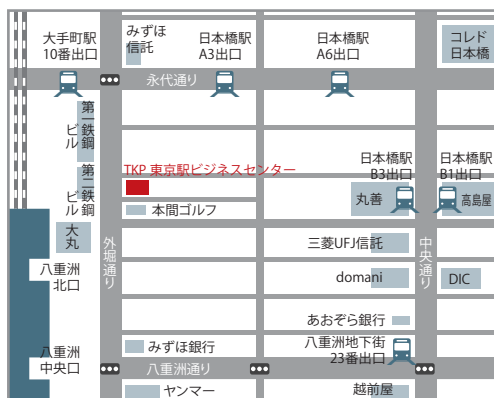 大手町駅
10番出口
みずほ
信託
日本橋駅
A3出口
日本橋駅
A6出口
コレド
日本橋
永代通り
第一鉄鋼
ビル
第二鉄鋼
ビル
TKP 東京駅ビジネスセンター
日本橋駅
B3出口
日本橋駅
B1出口
丸善
高島屋
本間ゴルフ
大丸
外堀通り
中央通り
三菱UFJ信託
八重洲
北口
domani
DIC
あおぞら銀行
八重洲
中央口
みずほ銀行
八重洲地下街
23番出口
八重洲通り
ヤンマー
越前屋